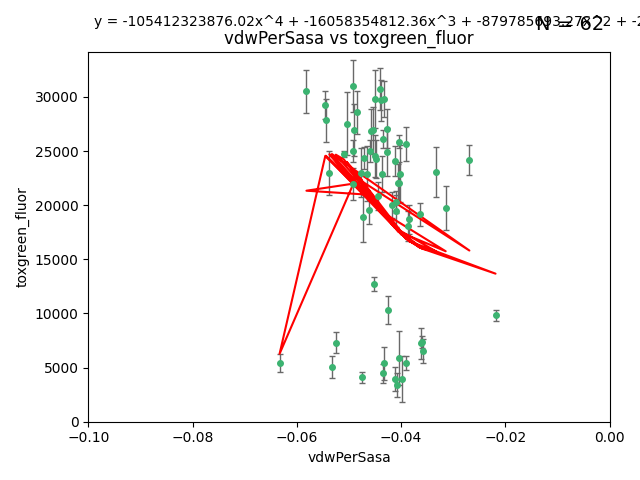 y = -105412323876.02x^4 + -16058354812.36x^3 + -879785693.27x^2 + -2
N = 62
vdwPerSasa vs toxgreen_fluor
30000
25000
20000
15000
10000
5000
0
toxgreen_fluor
−0.10 −0.08 −0.06 −0.04 −0.02 0.00
vdwPerSasa